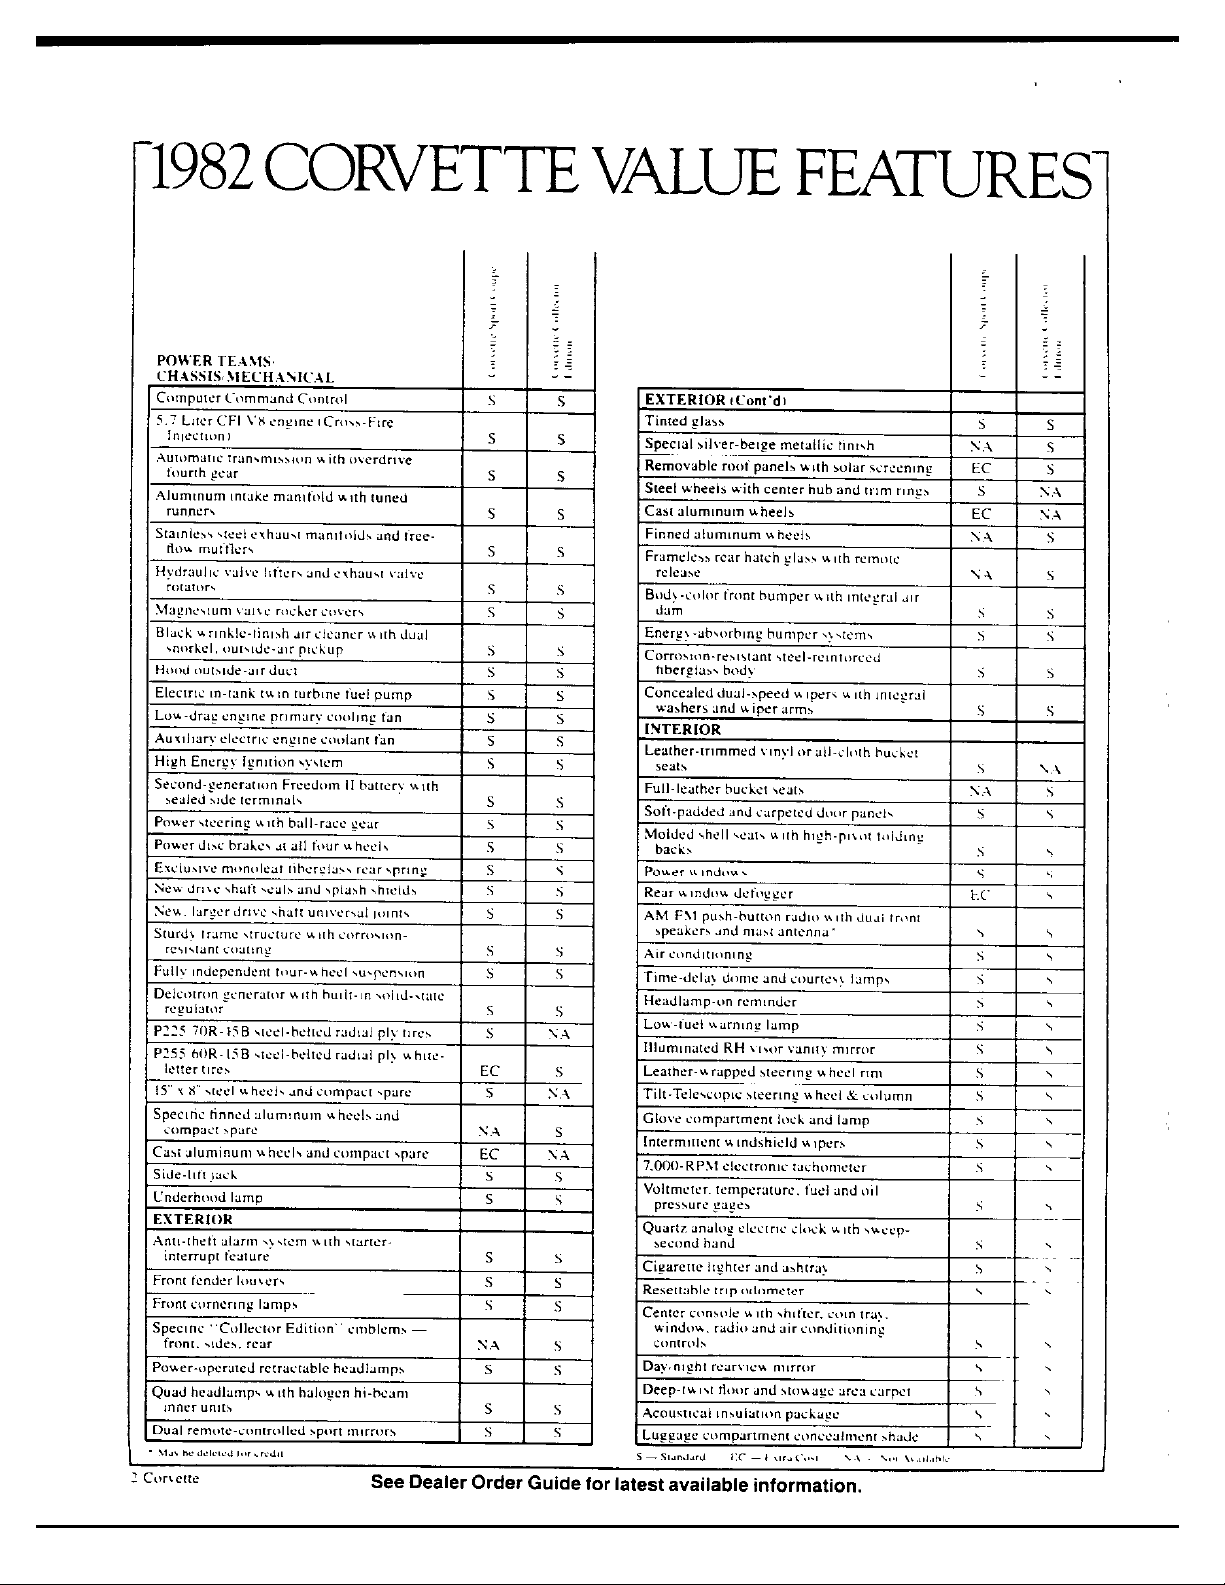 1982 CORVETTE VALUE FEATURES
Corvette Sport Coupe
Corvette Collector
Edition
POWER TEAMS/
CHASSIS/MECHANICAL
Computer Command Control S S
5.7 Liter CFI V8 engine (Cross-Fire
Injection) S S
Automatic transmission with overdrive
fourth gear S S
Aluminum intake manifold with tuned
runners S S
Stainless steel exhaust manifolds and free-
flow mufflers S S
Hydraulic valve lifters and exhaust valve
rotators S S
Magnesium valve rocker covers S S
Black wrinkle-finish air cleaner with dual
snorkel, outside-air pickup S S
Hood outside-air duct S S
Electric in-tank twin turbine fuel pump S S
Low-drag engine primary cooling fan S S
Auxiliary electric engine coolant fan S S
High Energy Ignition system S S
Second-generation Freedom II battery with
sealed side terminals S S
Power steering with ball-race gear S S
Power disc brakes at all four wheels S S
Exclusive monoleaf fiberglass rear spring S S
New drive shaft seals and splash shields S S
New, larger drive shaft universal joints S S
Sturdy frame structure with corrosion-
resistant coating S S
Fully independent four-wheel suspension S S
Delcotron generator with built-in solid-state
regulator S S
P225/70R-15B steel-belted radial ply tires S NA
P255/60R-15B steel-belted radial ply white-
letter tires EC S
15" x 8" steel wheels and compact spare S NA
Specific finned aluminum wheels and
compact spare NA S
Cast aluminum wheels and compact spare EC NA
Side-lift jack S S
Underhood lamp S S
EXTERIOR
Anti-theft alarm system with starter-
interrupt feature S S
Front fender louvers S S
Front cornering lamps S S
Specific "Collector Edition" emblems —
front, sides, rear NA S
Power-operated retractable headlamps S S
Quad headlamps with halogen hi-beam
inner units S S
Dual remote-controlled sport mirrors S S
* May be deleted for credit
2 Corvette
Corvette Sport Coupe
Corvette Collector
Edition
EXTERIOR (Cont'd)
Tinted glass S S
Special silver-beige metallic finish NA S
Removable roof panels with solar screening EC S
Steel wheels with center hub and trim rings S NA
Cast aluminum wheels EC NA
Finned aluminum wheels NA S
Frameless rear hatch glass with remote
release NA S
Body-color front bumper with integral air
dam S S
Energy-absorbing bumper systems S S
Corrosion-resistant steel-reinforced
fiberglass body S S
Concealed dual-speed wipers with integral
washers and wiper arms S S
INTERIOR
Leather-trimmed vinyl or all-cloth bucket
seats S NA
Full-leather bucket seats NA S
Soft-padded and carpeted door panels S S
Molded shell seats with high-pivot folding
backs S S
Power windows S S
Rear window defogger EC S
AM/FM push-button radio with dual front
speakers and mast antenna* S S
Air conditioning S S
Time-delay dome and courtesy lamps S S
Headlamp-on reminder S S
Low-fuel warning lamp S S
Illuminated RH visor vanity mirror S S
Leather-wrapped steering wheel rim S S
Tilt-Telescopic steering wheel & column S S
Glove compartment lock and lamp S S
Intermittent windshield wipers S S
7,000-RPM electronic tachometer S S
Voltmeter, temperature, fuel and oil
pressure gages S S
Quartz analog electric clock with sweep-
second hand S S
Cigarette lighter and ashtray S S
Resettable trip odometer S S
Center console with shifter, coin tray,
window, radio and air conditioning
controls S S
Day/night rearview mirror S S
Deep-twist floor and stowage area carpet S S
Acoustical insulation package S S
Luggage compartment concealment shade S S
S — Standard EC — Extra Cost NA - Not Available
See Dealer Order Guide for latest available information.